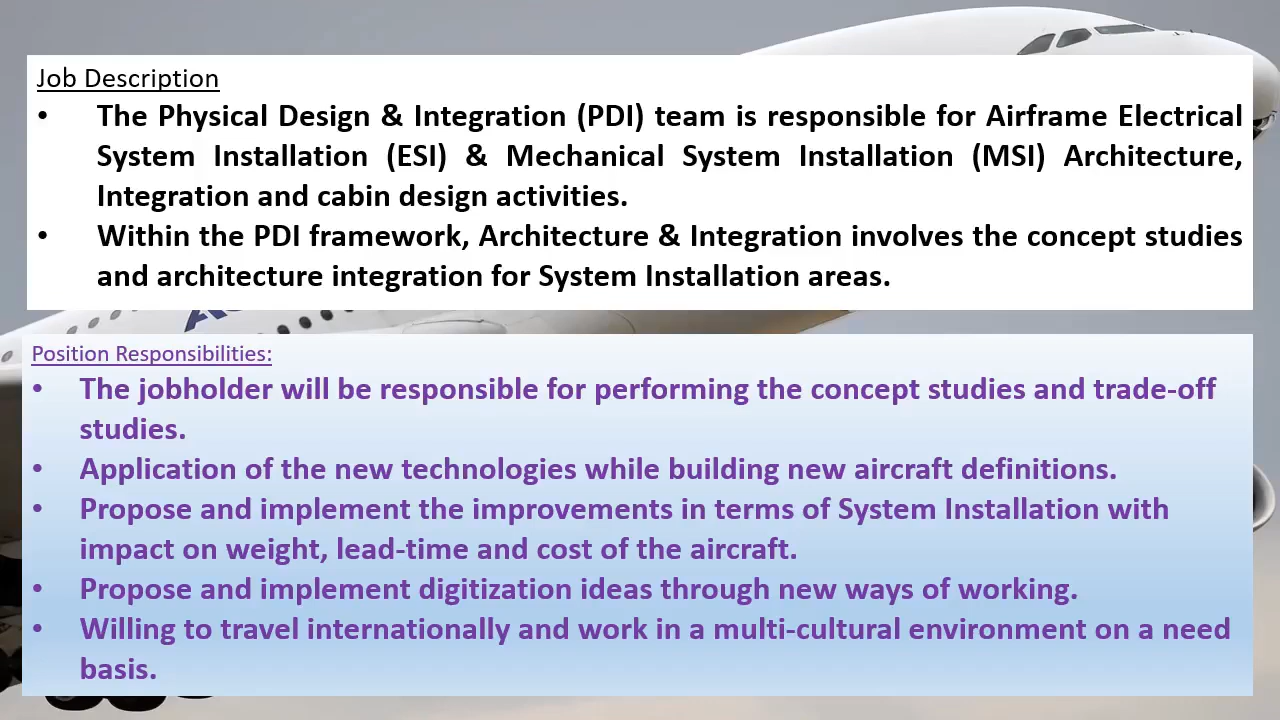 Job Description
• The Physical Design & Integration (PDI) team is responsible for Airframe Electrical
System Installation (ESI) & Mechanical System Installation (MSI) Architecture,
Integration and cabin design activities.
• Within the PDI framework, Architecture & Integration involves the concept studies
and architecture integration for System Installation areas.
Position Responsibilities:
• The jobholder will be responsible for performing the concept studies and trade-off
studies.
• Application of the new technologies while building new aircraft definitions.
• Propose and implement the improvements in terms of System Installation with
impact on weight, lead-time and cost of the aircraft.
• Propose and implement digitization ideas through new ways of working.
• Willing to travel internationally and work in a multi-cultural environment on a need
basis.